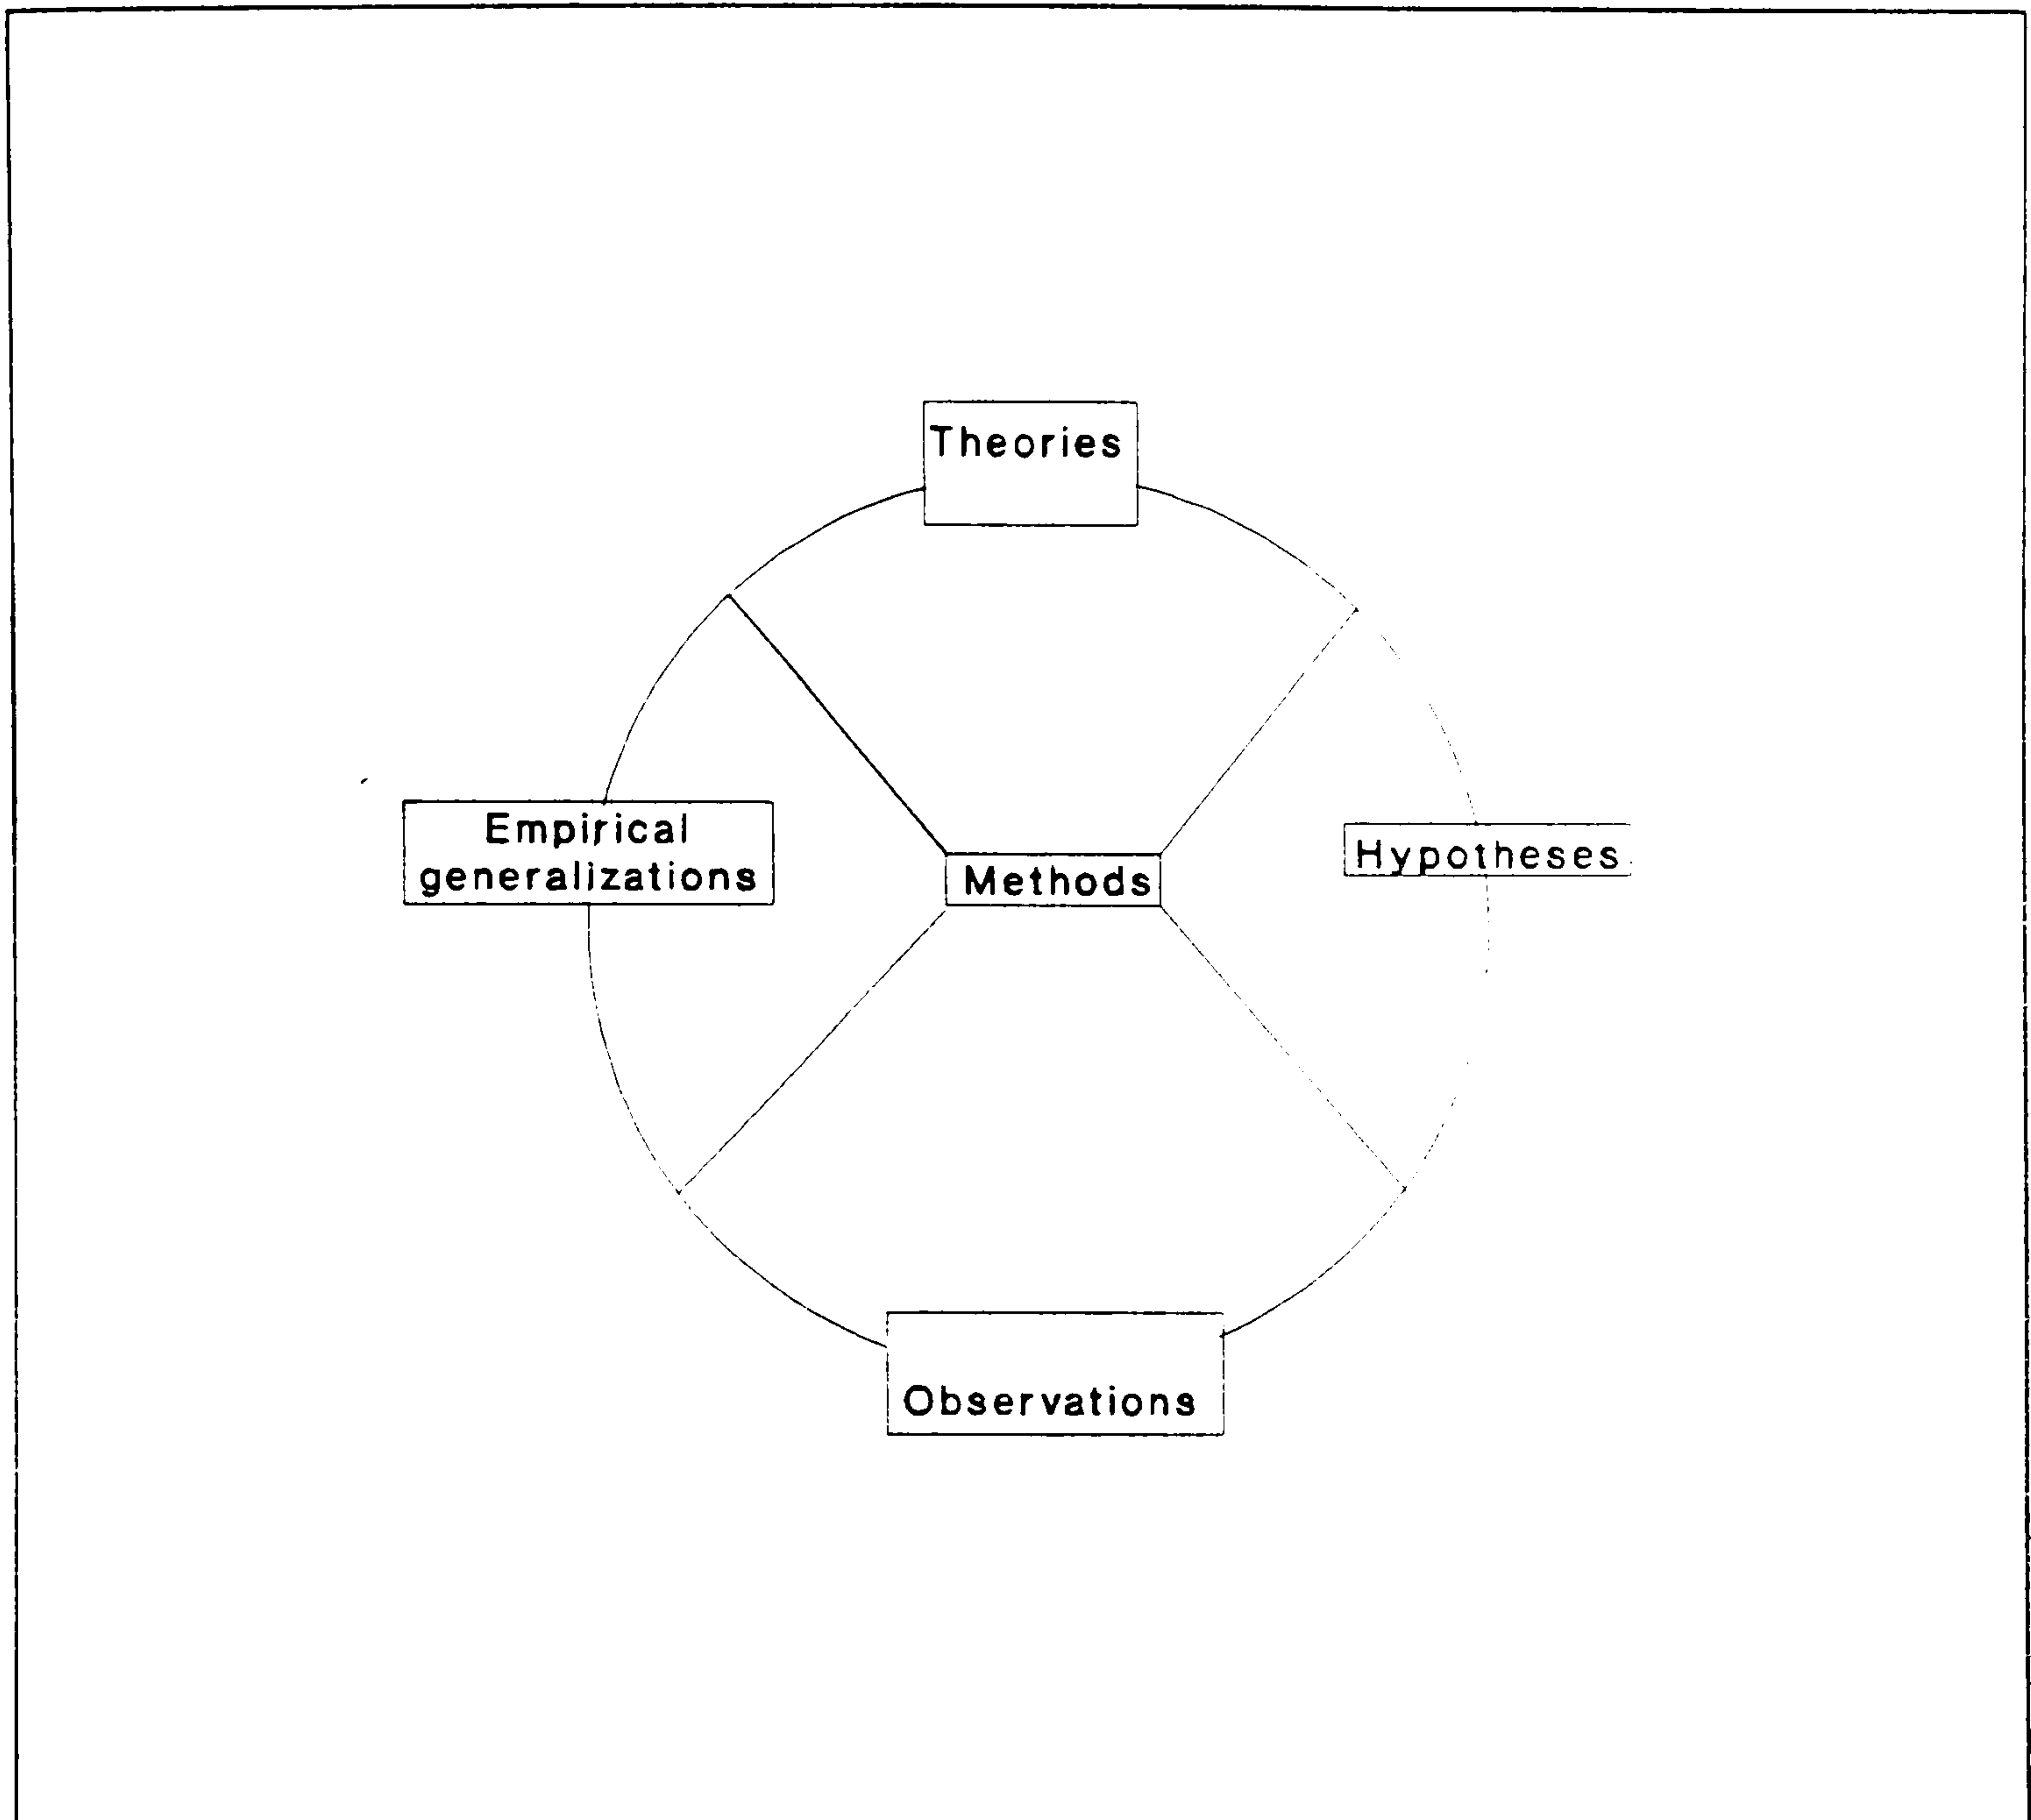 Theories
Empirical
generalizations
Methods
Hypotheses
Observations